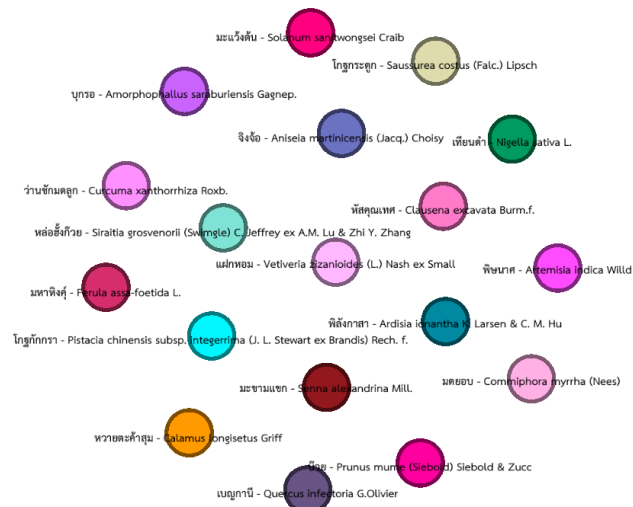 มะแว้งต้น - Solanum sanitwongsei Craib
โกฐกระดูก - Saussurea costus (Falc.) Lipsch
บุกรอ - Amorphophallus saraburiensis Gagnep.
จิงจ้อ - Aniseia martinicensis (Jacq.) Choisy
เทียนดำ - Nigella sativa L.
ว่านชักมดลูก - Curcuma xanthorrhiza Roxb.
หัสคุณเทศ - Clausena excavata Burm.f.
หล่อฮั้งก๊วย - Siraitia grosvenorii (Swingle) C. Jeffrey ex A.M. Lu & Zhi Y. Zhang
แฝกหอม - Vetiveria zizanioides (L.) Nash ex Small
พิษนาศ - Artemisia indica Willd
มหาหิงคุ์ - Ferula assa-foetida L.
พิลังกาสา - Ardisia ionantha K. Larsen & C. M. Hu
โกฐกักกรา - Pistacia chinensis subsp. integerrima (J. L. Stewart ex Brandis) Rech. f.
มดยอบ - Commiphora myrrha (Nees)
มะขามแขก - Senna alexandrina Mill.
หวายตะค้าสุม - Calamus longisetus Griff
บ๊วย - Prunus mume (Siebold) Siebold & Zucc
เบญกานี - Quercus infectoria G.Olivier